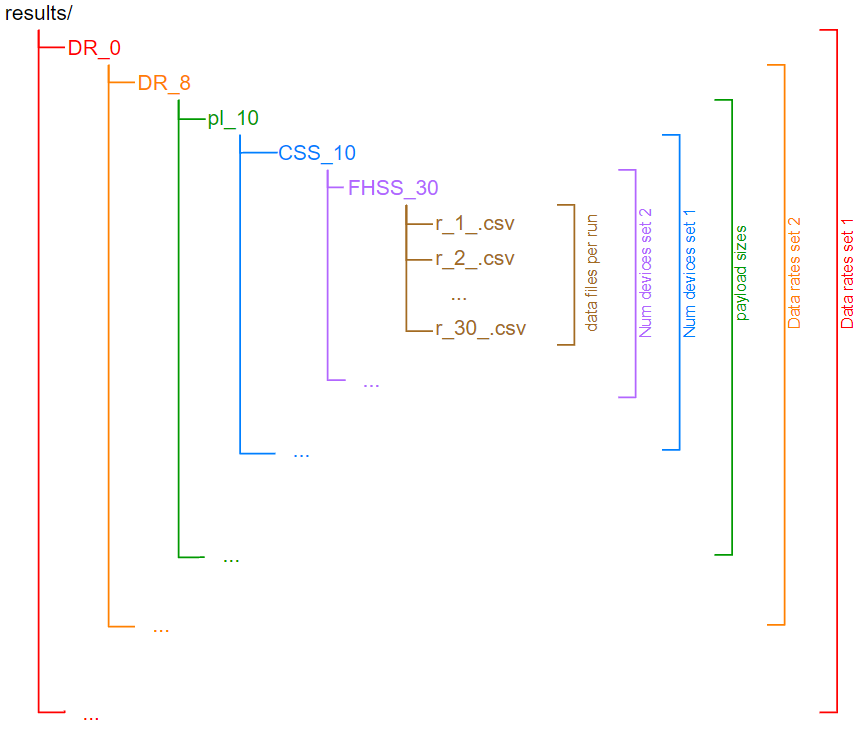 results/
DR_0
DR_8
pl_10
CSS_10
FHSS_30
r_1_.csv
r_2_.csv
...
r_30_.csv
...
...
...
...
...
data files per run
Num devices set 2
Num devices set 1
payload sizes
Data rates set 2
Data rates set 1